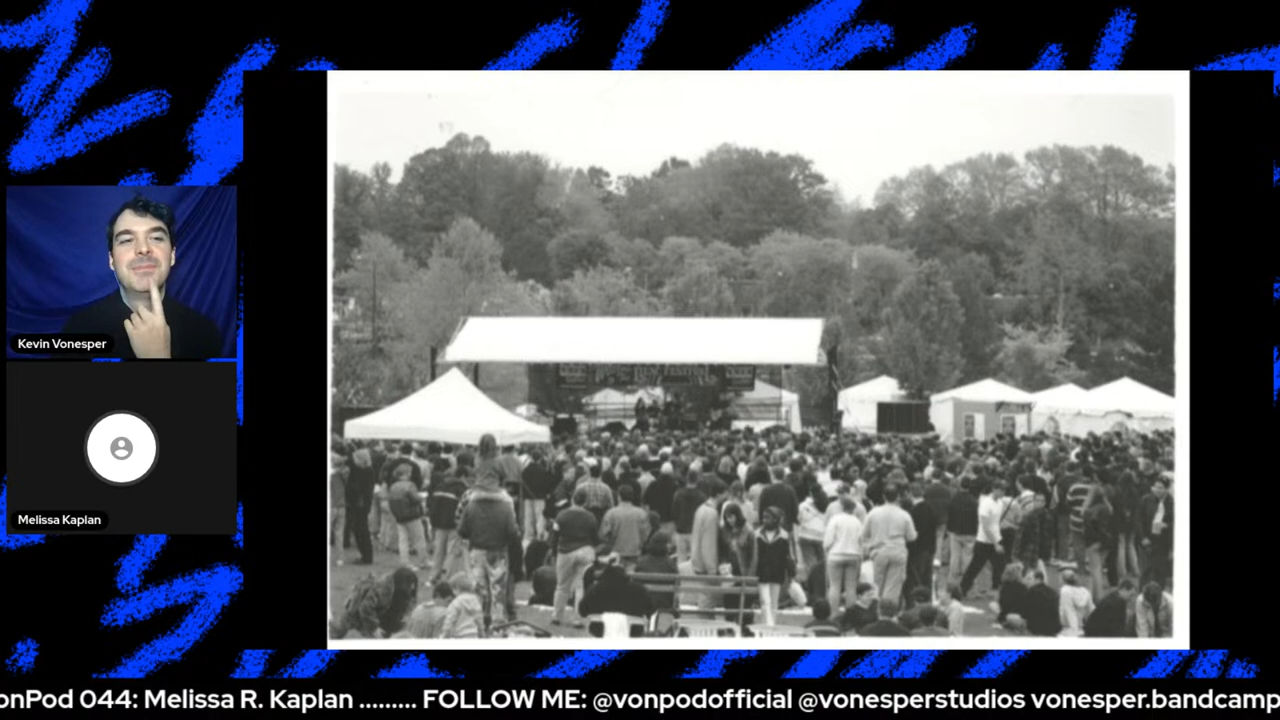 Kevin Vonesper
Melissa Kaplan
onPod 044: Melissa R. Kaplan ......... FOLLOW ME: @vonpodofficial @vonesperstudios vonesper.bandcamp